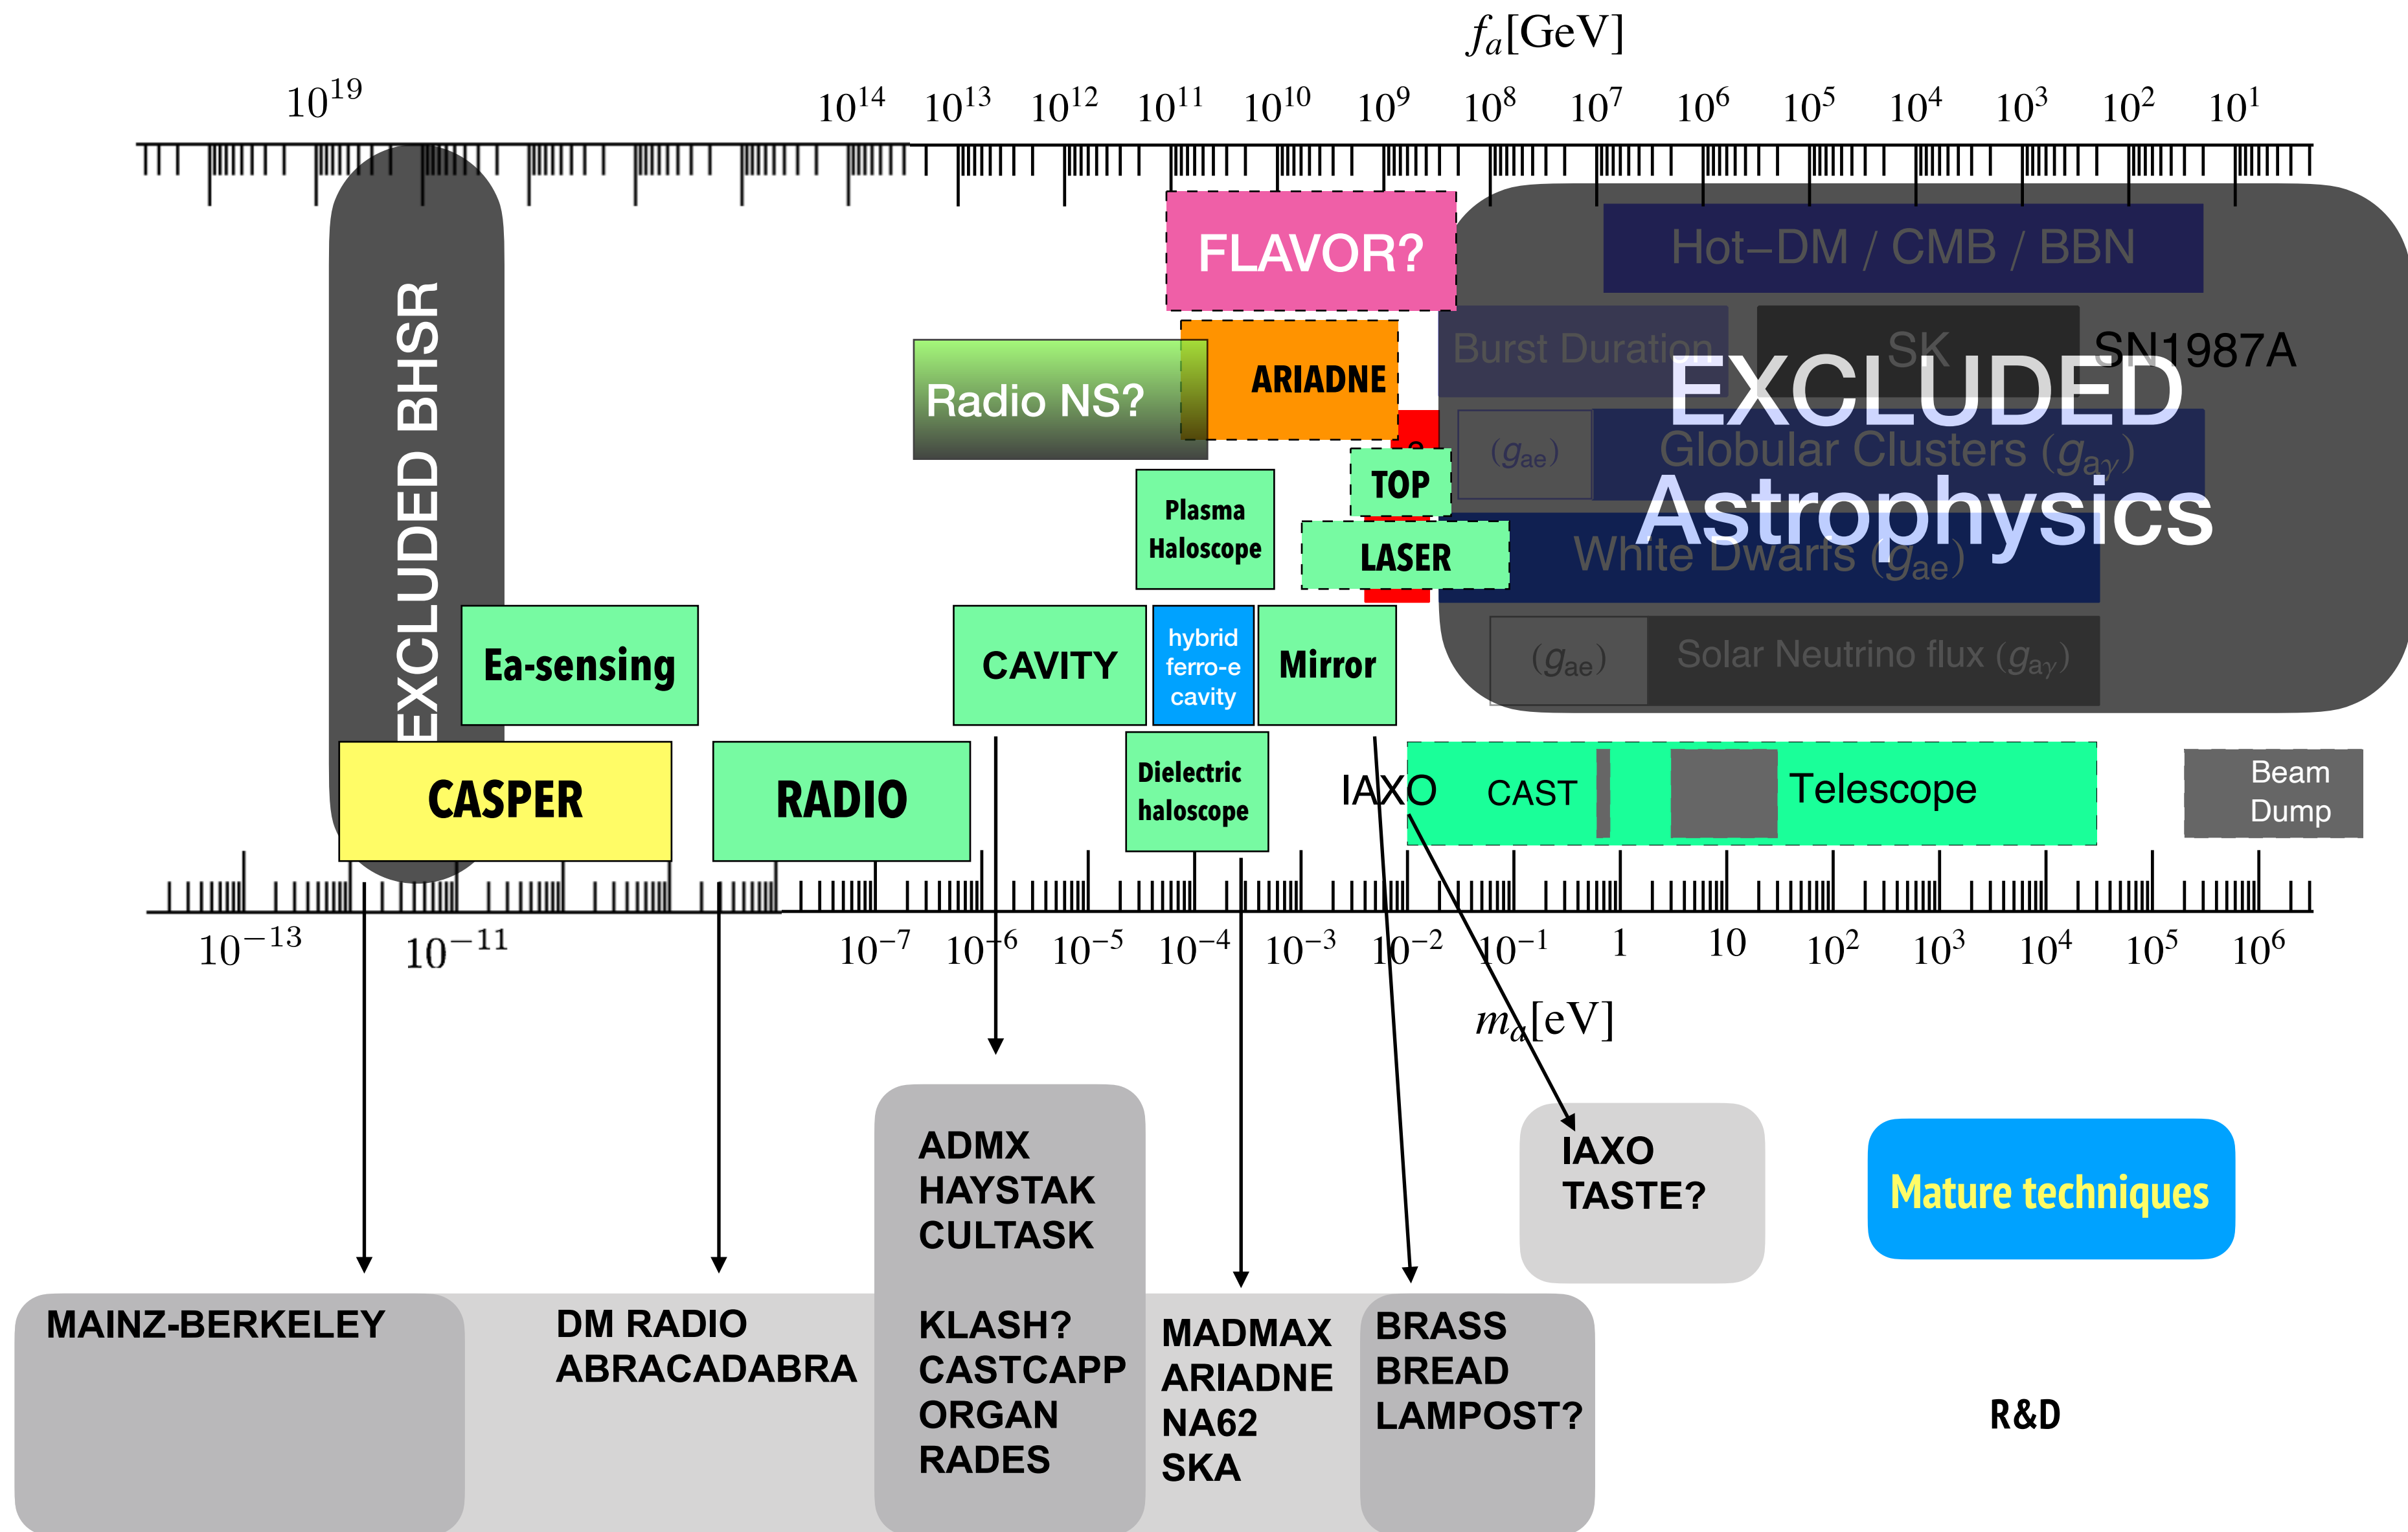 f_a[GeV]
10^19 10^14 10^13 10^12 10^11 10^10 10^9 10^8 10^7 10^6 10^5 10^4 10^3 10^2 10^1
EXCLUDED BHSR
FLAVOR?
Hot–DM / CMB / BBN
Radio NS?
ARIADNE
Burst Duration
SK
SN1987A
EXCLUDED
Astrophysics
(g_ae)
Globular Clusters (g_aγ)
TOP
Plasma
Haloscope
LASER
White Dwarfs (g_ae)
Ea-sensing
CAVITY
hybrid
ferro-e
cavity
Mirror
(g_ae)
Solar Neutrino flux (g_aγ)
CASPER
RADIO
Dielectric
haloscope
IAXO
CAST
Telescope
Beam
Dump
10^−13 10^−11 10^−7 10^−6 10^−5 10^−4 10^−3 10^−2 10^−1 1 10 10^2 10^3 10^4 10^5 10^6
m_a[eV]
ADMX
HAYSTAK
CULTASK
KLASH?
CASTCAPP
ORGAN
RADES
IAXO
TASTE?
Mature techniques
MAINZ-BERKELEY
DM RADIO
ABRACADABRA
MADMAX
ARIADNE
NA62
SKA
BRASS
BREAD
LAMPOST?
R&D